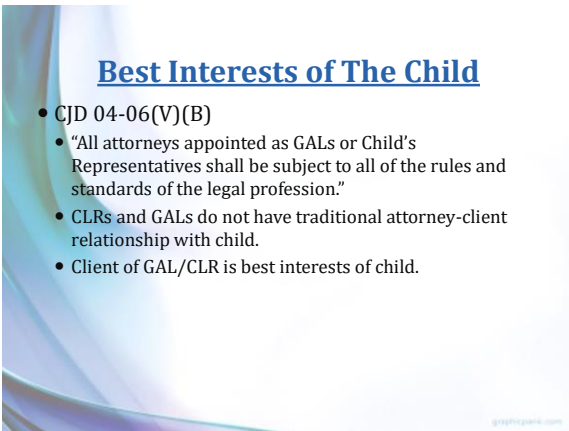 Best Interests of The Child
• CJD 04-06(V)(B)
• “All attorneys appointed as GALs or Child’s
Representatives shall be subject to all of the rules and
standards of the legal profession.”
• CLRs and GALs do not have traditional attorney-client
relationship with child.
• Client of GAL/CLR is best interests of child.
graphicpanic.com